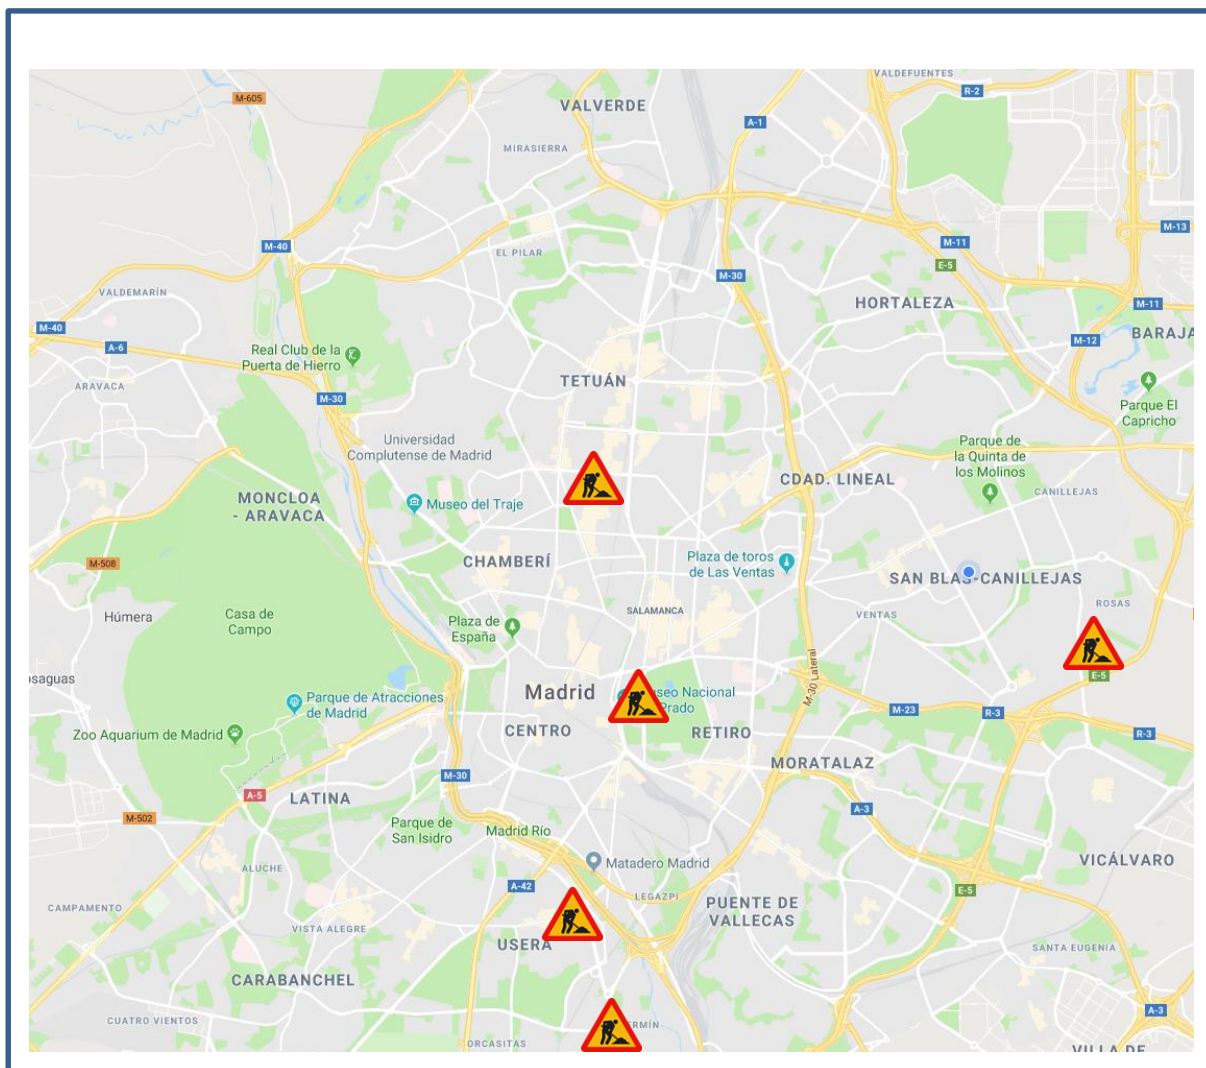 VALDEFUENTES
M-605
R-2
VALVERDE
A-1
MIRASIERRA
M-13
M-40
M-11
EL PILAR
E-5
M-30
VALDEMARÍN
HORTALEZA
M-11
M-40
BARAJA
A-6
M-12
Real Club de la
Puerta de Hierro
TETUÁN
ARAVACA
M-30
Parque El
Capricho
Universidad
Complutense de Madrid
Parque de
la Quinta de
los Molinos
CDAD. LINEAL
CANILLEJAS
MONCLOA
- ARAVACA
Museo del Traje
CHAMBERÍ
Plaza de toros
de Las Ventas
M-508
SAN BLAS-CANILLEJAS
ROSAS
Húmera
Casa de
Campo
SALAMANCA
VENTAS
Plaza de
España
M-30 Lateral
osaguas
E-5
Parque de Atracciones
de Madrid
Madrid
Museo Nacional
Prado
M-23
R-3
Zoo Aquarium de Madrid
CENTRO
RETIRO
R-3
MORATALAZ
M-30
A-5
LATINA
A-3
M-502
Parque de
San Isidro
Madrid Río
Matadero Madrid
VICÁLVARO
ALUCHE
A-42
LEGAZPI
E-5
PUENTE DE
VALLECAS
CAMPAMENTO
VISTA ALEGRE
USERA
SANTA EUGENIA
CARABANCHEL
A-3
CUATRO VIENTOS
ERMÍN
ORCASITAS
VILLA DE